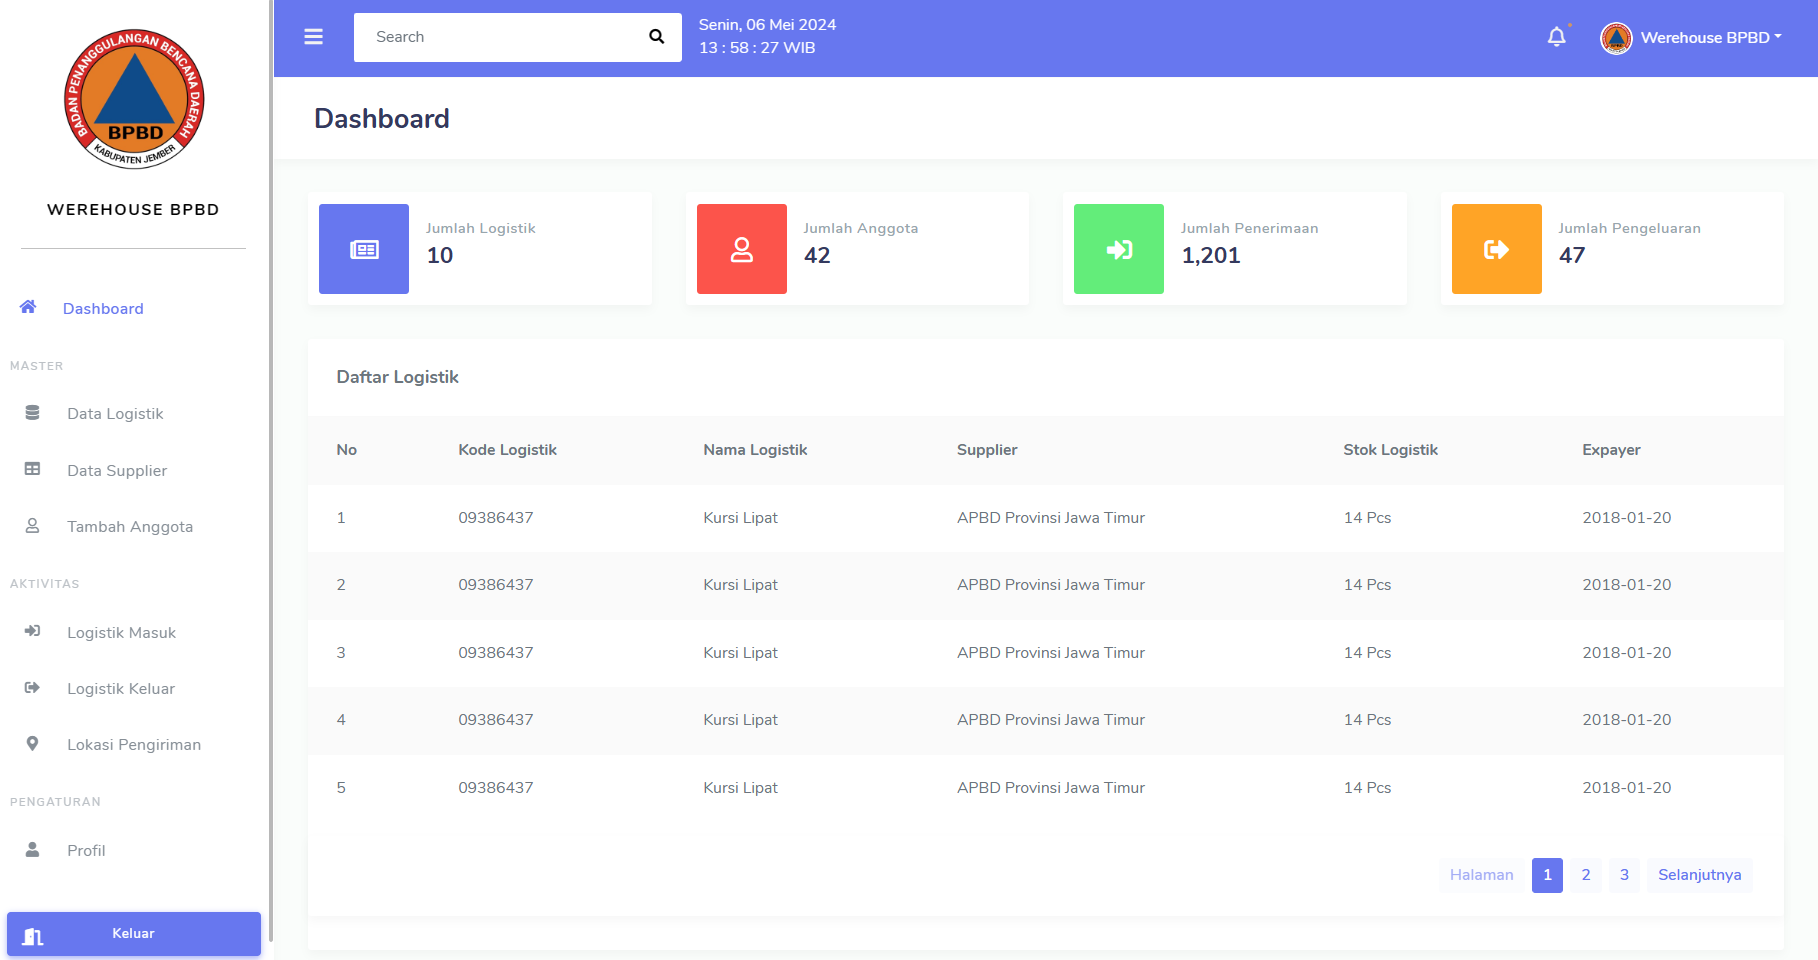 BADAN PENANGGULANGAN BENCANA DAERAH
BPBD
KABUPATEN JEMBER
WEREHOUSE BPBD
Dashboard
MASTER
Data Logistik
Data Supplier
Tambah Anggota
AKTIVITAS
Logistik Masuk
Logistik Keluar
Lokasi Pengiriman
PENGATURAN
Profil
Keluar
Search
Senin, 06 Mei 2024
13 : 58 : 27 WIB
Werehouse BPBD
Dashboard
Jumlah Logistik
10
Jumlah Anggota
42
Jumlah Penerimaan
1,201
Jumlah Pengeluaran
47
Daftar Logistik
No Kode Logistik Nama Logistik Supplier Stok Logistik Expayer
1 09386437 Kursi Lipat APBD Provinsi Jawa Timur 14 Pcs 2018-01-20
2 09386437 Kursi Lipat APBD Provinsi Jawa Timur 14 Pcs 2018-01-20
3 09386437 Kursi Lipat APBD Provinsi Jawa Timur 14 Pcs 2018-01-20
4 09386437 Kursi Lipat APBD Provinsi Jawa Timur 14 Pcs 2018-01-20
5 09386437 Kursi Lipat APBD Provinsi Jawa Timur 14 Pcs 2018-01-20
Halaman 1 2 3 Selanjutnya